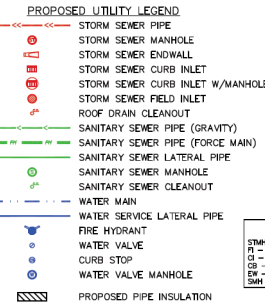 PROPOSED UTILITY LEGEND
STORM SEWER PIPE
STORM SEWER MANHOLE
STORM SEWER ENDWALL
STORM SEWER CURB INLET
STORM SEWER CURB INLET W/MANHOLE
STORM SEWER FIELD INLET
ROOF DRAIN CLEANOUT
SANITARY SEWER PIPE (GRAVITY)
SANITARY SEWER PIPE (FORCE MAIN)
SANITARY SEWER LATERAL PIPE
SANITARY SEWER MANHOLE
SANITARY SEWER CLEANOUT
WATER MAIN
WATER SERVICE LATERAL PIPE
FIRE HYDRANT
WATER VALVE
CURB STOP
WATER VALVE MANHOLE
PROPOSED PIPE INSULATION
STMH
FI –
CI –
CB –
EW –
SMH